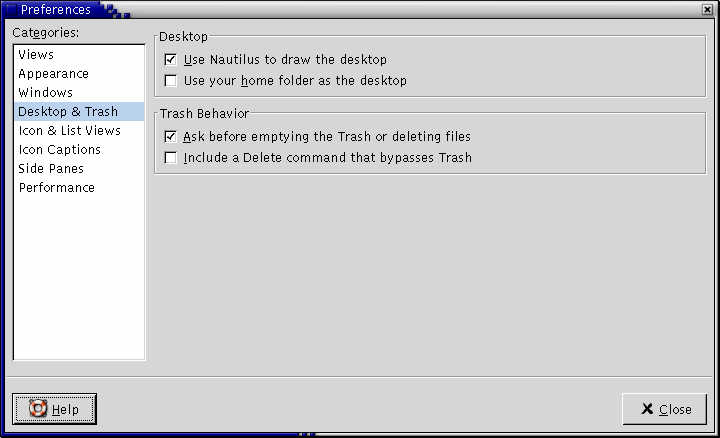 Preferences
Categories:
Views
Appearance
Windows
Desktop & Trash
Icon & List Views
Icon Captions
Side Panes
Performance
Desktop
Use Nautilus to draw the desktop
Use your home folder as the desktop
Trash Behavior
Ask before emptying the Trash or deleting files
Include a Delete command that bypasses Trash
Help
Close